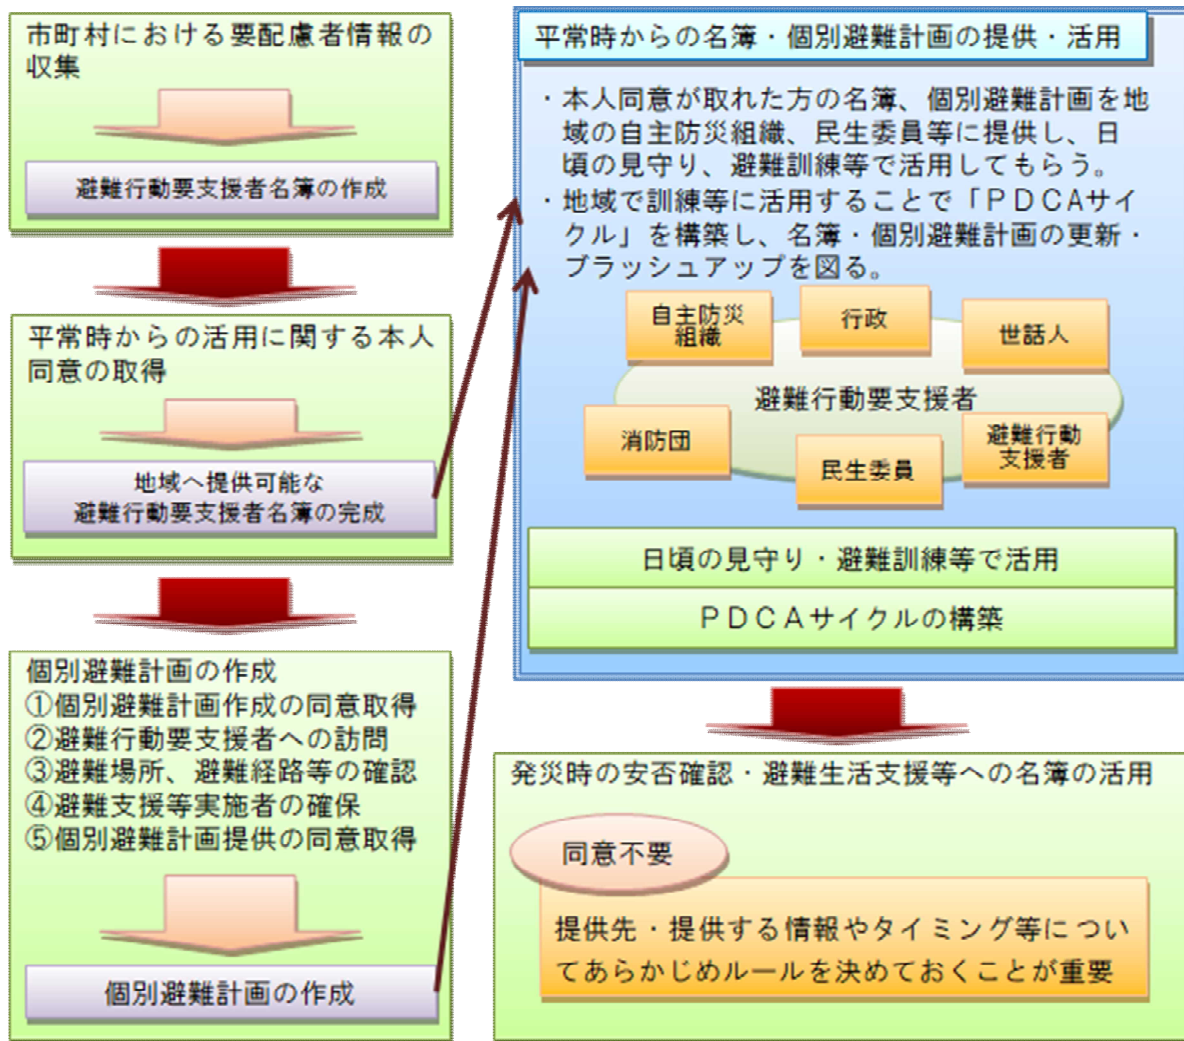 市町村における要配慮者情報の
収集
避難行動要支援者名簿の作成
平常時からの活用に関する本人
同意の取得
地域へ提供可能な
避難行動要支援者名簿の完成
個別避難計画の作成
①個別避難計画作成の同意取得
②避難行動要支援者への訪問
③避難場所、避難経路等の確認
④避難支援等実施者の確保
⑤個別避難計画提供の同意取得
個別避難計画の作成
平常時からの名簿・個別避難計画の提供・活用
・本人同意が取れた方の名簿、個別避難計画を地
域の自主防災組織、民生委員等に提供し、日
頃の見守り、避難訓練等で活用してもらう。
・地域で訓練等に活用することで「ＰＤＣＡサイ
クル」を構築し、名簿・個別避難計画の更新・
ブラッシュアップを図る。
自主防災
組織
行政
世話人
避難行動要支援者
消防団
民生委員
避難行動
支援者
日頃の見守り・避難訓練等で活用
ＰＤＣＡサイクルの構築
発災時の安否確認・避難生活支援等への名簿の活用
同意不要
提供先・提供する情報やタイミング等につい
てあらかじめルールを決めておくことが重要